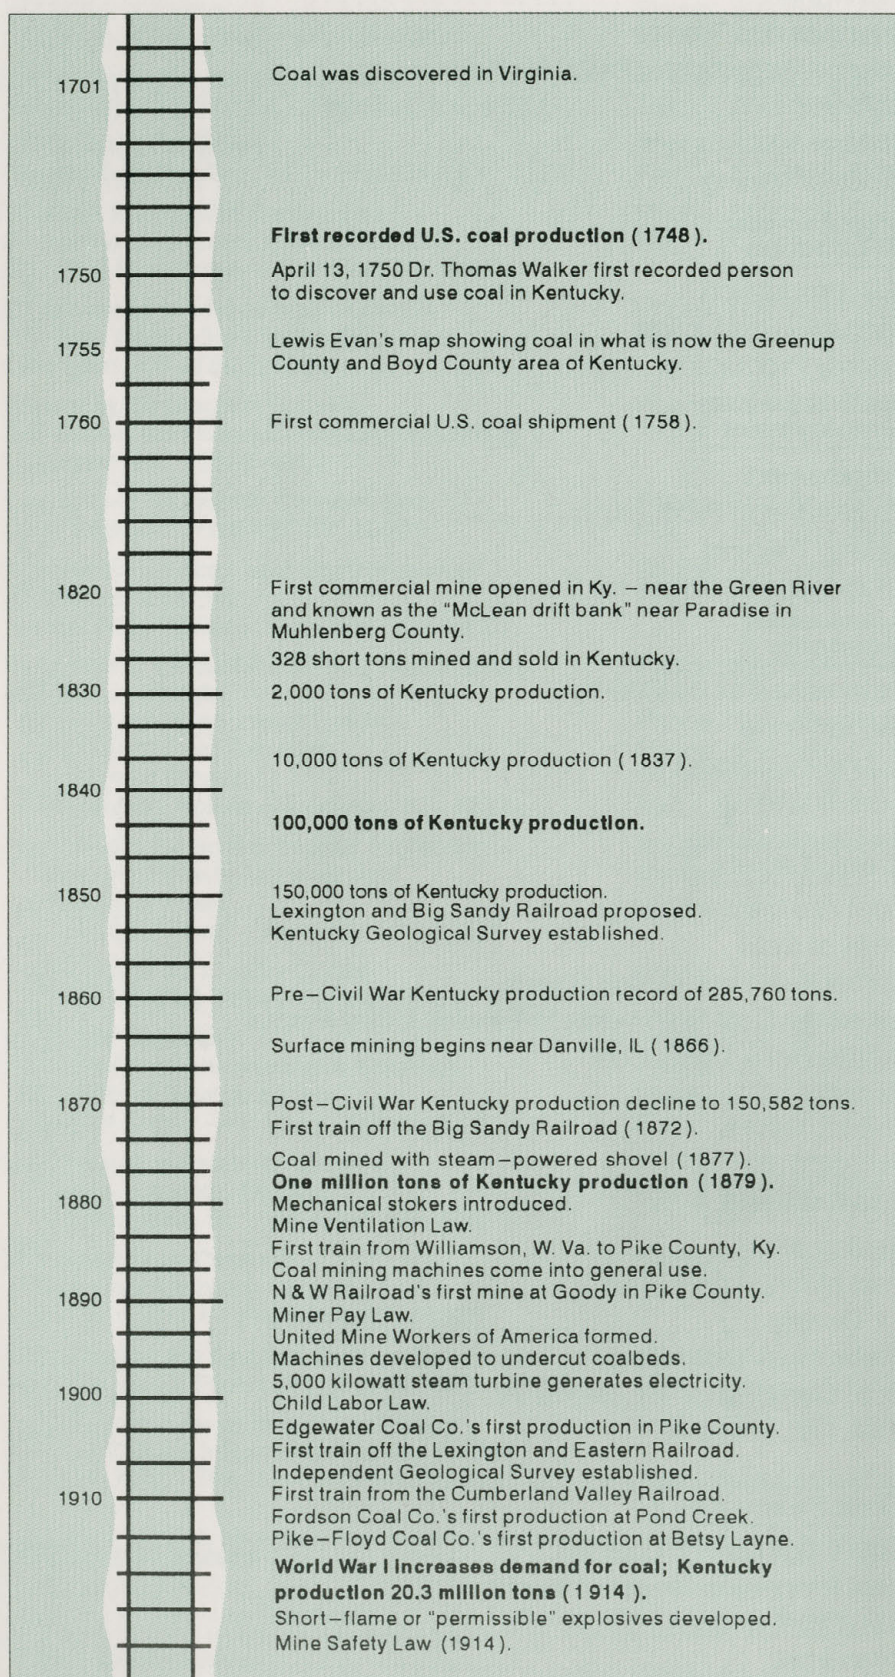 1701 Coal was discovered in Virginia.
First recorded U.S. coal production ( 1748 ).
1750 April 13, 1750 Dr. Thomas Walker first recorded person
to discover and use coal in Kentucky.
1755 Lewis Evan's map showing coal in what is now the Greenup
County and Boyd County area of Kentucky.
1760 First commercial U.S. coal shipment ( 1758 ).
1820 First commercial mine opened in Ky. – near the Green River
and known as the "McLean drift bank" near Paradise in
Muhlenberg County.
328 short tons mined and sold in Kentucky.
1830 2,000 tons of Kentucky production.
10,000 tons of Kentucky production ( 1837 ).
1840
100,000 tons of Kentucky production.
1850 150,000 tons of Kentucky production.
Lexington and Big Sandy Railroad proposed.
Kentucky Geological Survey established.
1860 Pre–Civil War Kentucky production record of 285,760 tons.
Surface mining begins near Danville, IL ( 1866 ).
1870 Post–Civil War Kentucky production decline to 150,582 tons.
First train off the Big Sandy Railroad ( 1872 ).
Coal mined with steam–powered shovel ( 1877 ).
One million tons of Kentucky production ( 1879 ).
1880 Mechanical stokers introduced.
Mine Ventilation Law.
First train from Williamson, W. Va. to Pike County, Ky.
Coal mining machines come into general use.
1890 N & W Railroad's first mine at Goody in Pike County.
Miner Pay Law.
United Mine Workers of America formed.
Machines developed to undercut coalbeds.
1900 5,000 kilowatt steam turbine generates electricity.
Child Labor Law.
Edgewater Coal Co.'s first production in Pike County.
First train off the Lexington and Eastern Railroad.
Independent Geological Survey established.
1910 First train from the Cumberland Valley Railroad.
Fordson Coal Co.'s first production at Pond Creek.
Pike–Floyd Coal Co.'s first production at Betsy Layne.
World War I increases demand for coal; Kentucky
production 20.3 million tons ( 1914 ).
Short–flame or "permissible" explosives developed.
Mine Safety Law (1914).